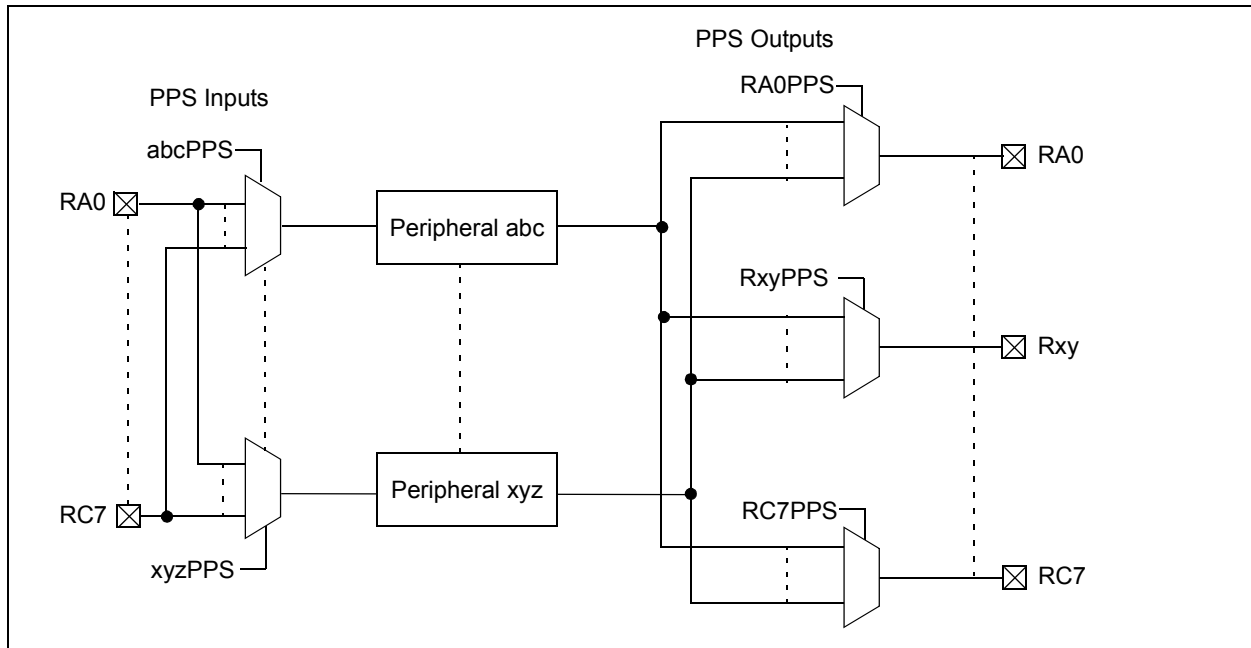 PPS Outputs
RA0PPS
PPS Inputs
abcPPS
RA0
RA0
Peripheral abc
RxyPPS
Rxy
Peripheral xyz
RC7PPS
RC7
xyzPPS
RC7